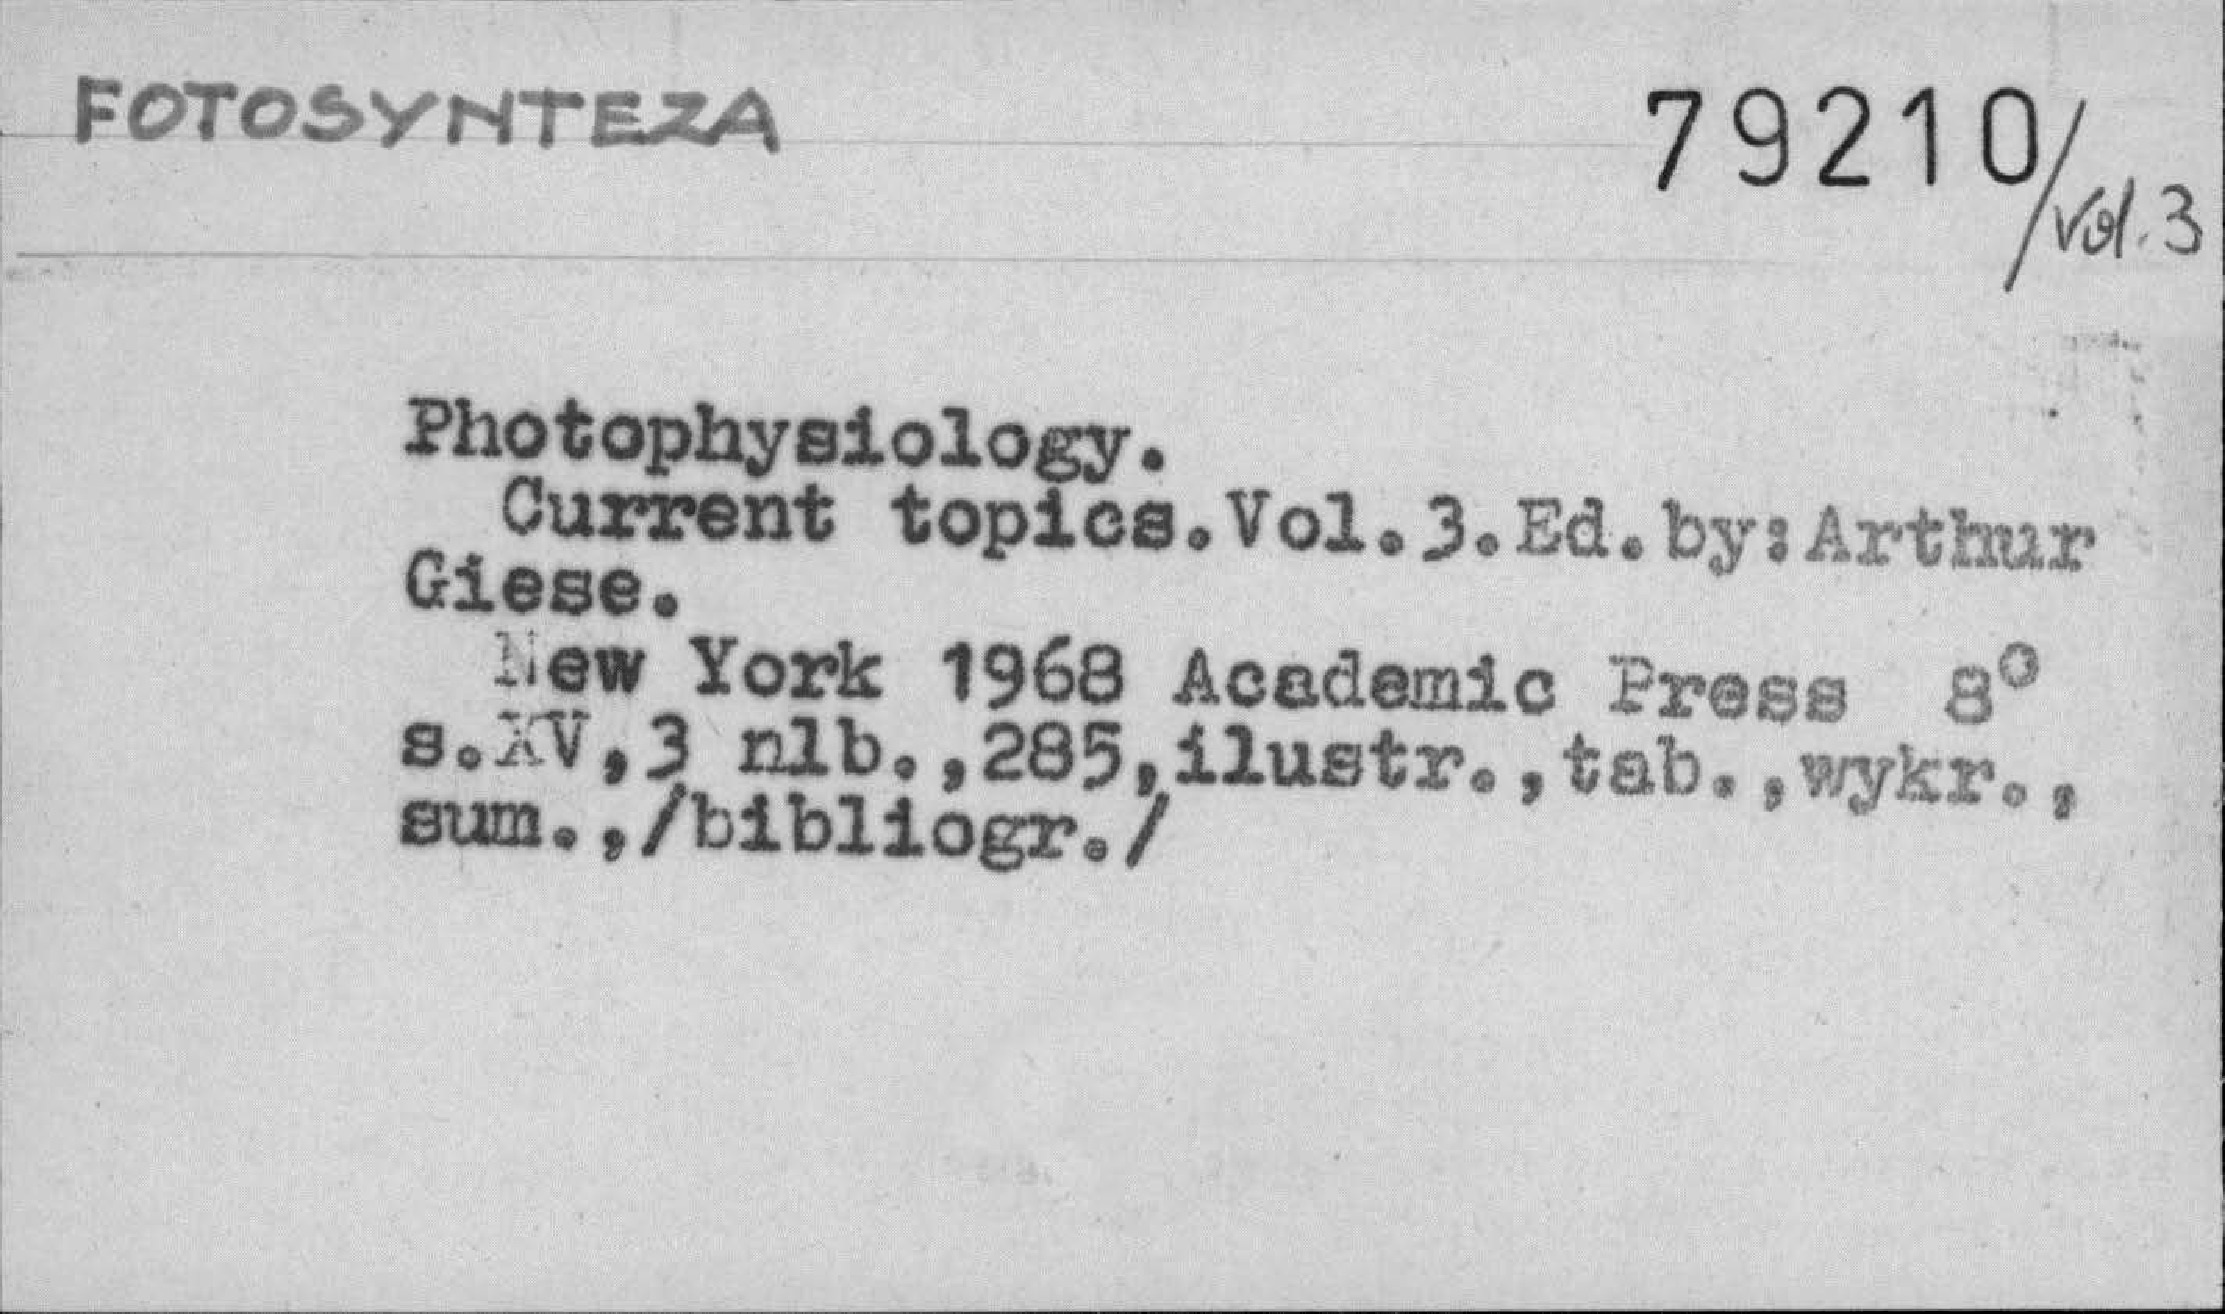 FOTOSYNTEZA
79210/Vol.3
Photophysiology.
Current topics.Vol.3.Ed.by:Arthur
Giese.
New York 1968 Academic Press 8°
s.XV,3 nlb.,285,ilustr.,tab.,wykr.,
sum.,/bibliogr./